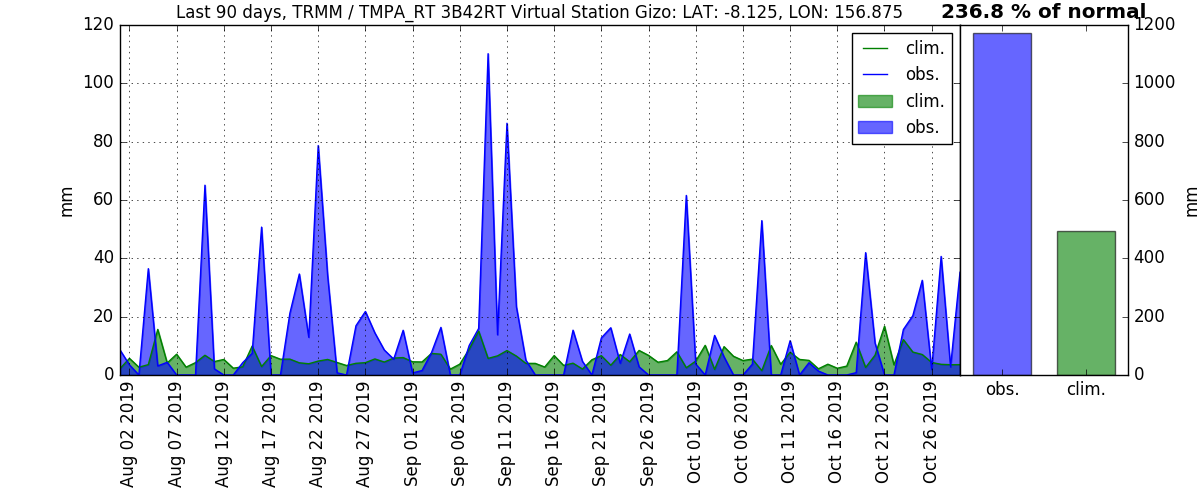 Last 90 days, TRMM / TMPA_RT 3B42RT Virtual Station Gizo: LAT: -8.125, LON: 156.875
236.8 % of normal
120
100
80
60
40
20
0
mm
clim.
obs.
clim.
obs.
1200
1000
800
600
400
200
0
mm
obs.
clim.
Aug 02 2019
Aug 07 2019
Aug 12 2019
Aug 17 2019
Aug 22 2019
Aug 27 2019
Sep 01 2019
Sep 06 2019
Sep 11 2019
Sep 16 2019
Sep 21 2019
Sep 26 2019
Oct 01 2019
Oct 06 2019
Oct 11 2019
Oct 16 2019
Oct 21 2019
Oct 26 2019